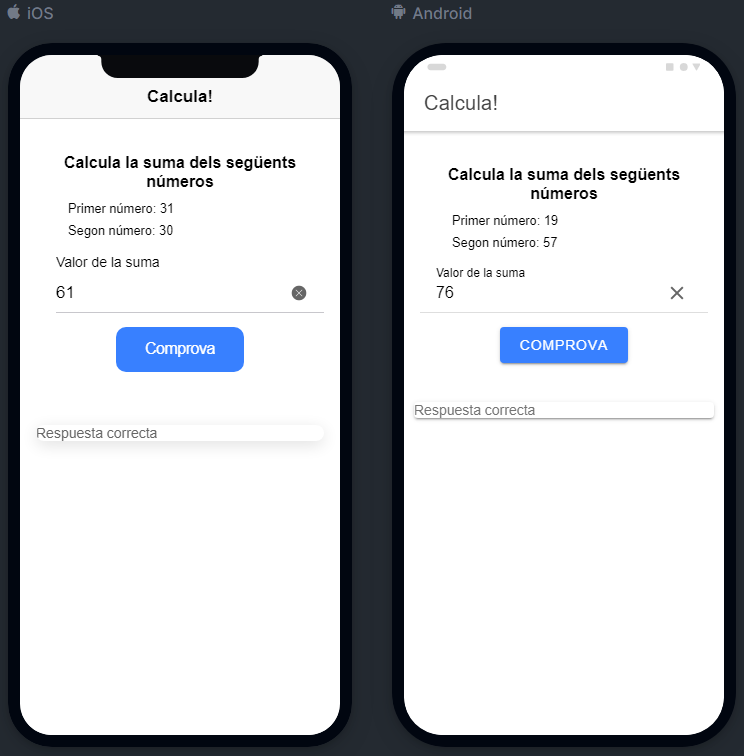 iOS
Calcula!
Calcula la suma dels següents
números
Primer número: 31
Segon número: 30
Valor de la suma
61
Comprova
Respuesta correcta
Android
Calcula!
Calcula la suma dels següents
números
Primer número: 19
Segon número: 57
Valor de la suma
76
COMPROVA
Respuesta correcta